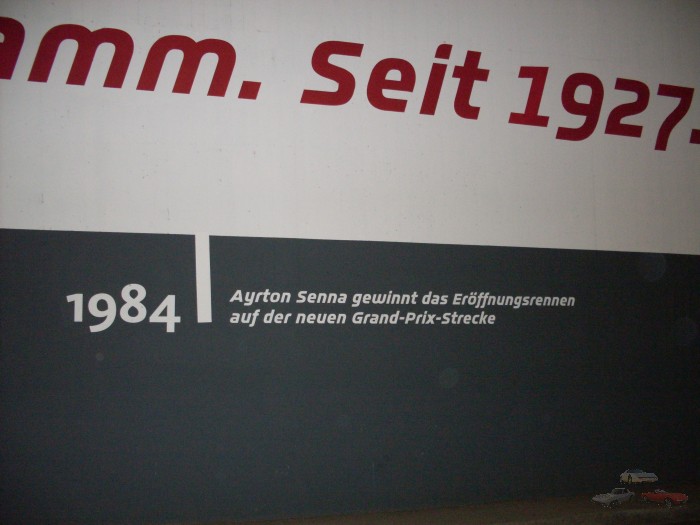 amm. Seit 1927.
1984
Ayrton Senna gewinnt das Eröffnungsrennen
auf der neuen Grand-Prix-Strecke